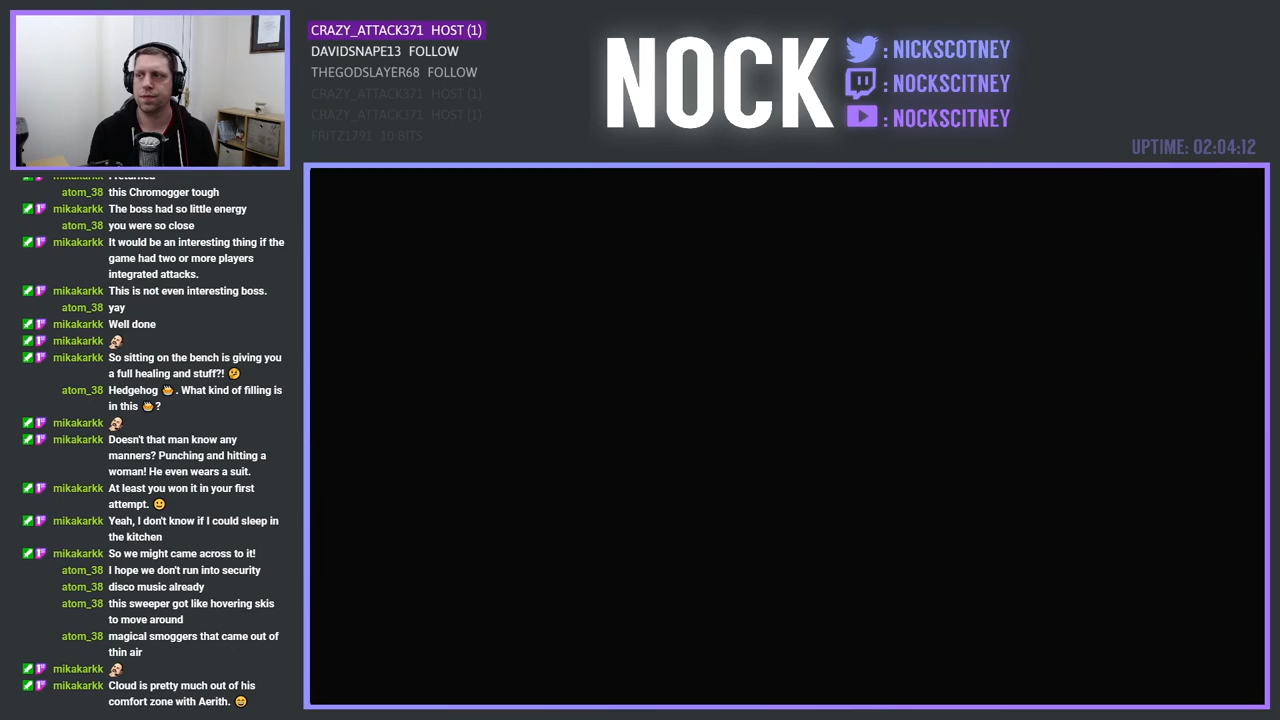 CRAZY_ATTACK371 HOST (1)
DAVIDSNAPE13 FOLLOW
THEGODSLAYER68 FOLLOW
CRAZY_ATTACK371 HOST (1)
CRAZY_ATTACK371 HOST (1)
FRITZ1791 10 BITS
NOCK
: NICKSCOTNEY
: NOCKSCITNEY
: NOCKSCITNEY
UPTIME: 02:04:12
mikakarkk I returned
atom_38 this Chromogger tough
mikakarkk The boss had so little energy
atom_38 you were so close
mikakarkk It would be an interesting thing if the
game had two or more players
integrated attacks.
mikakarkk This is not even interesting boss.
atom_38 yay
mikakarkk Well done
mikakarkk
mikakarkk So sitting on the bench is giving you
a full healing and stuff?! 🤨
atom_38 Hedgehog 🥧. What kind of filling is
in this 🥧 ?
mikakarkk
mikakarkk Doesn't that man know any
manners? Punching and hitting a
woman! He even wears a suit.
mikakarkk At least you won it in your first
attempt. 🙂
mikakarkk Yeah, I don't know if I could sleep in
the kitchen
mikakarkk So we might came across to it!
atom_38 I hope we don't run into security
atom_38 disco music already
atom_38 this sweeper got like hovering skis
to move around
atom_38 magical smoggers that came out of
thin air
mikakarkk
mikakarkk Cloud is pretty much out of his
comfort zone with Aerith. 😄